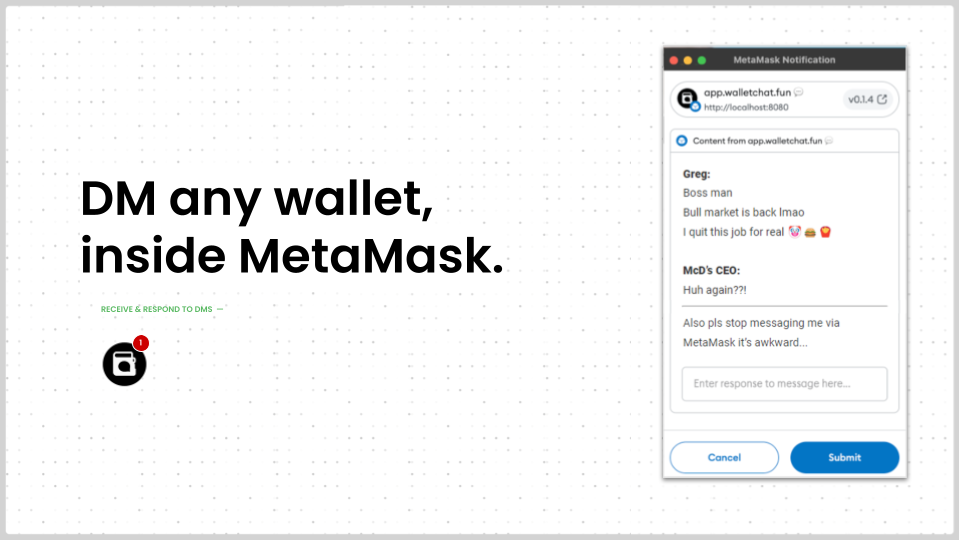 DM any wallet,
inside MetaMask.
RECEIVE & RESPOND TO DMS —
1
MetaMask Notification
app.walletchat.fun 💬
http://localhost:8080
v0.1.4
Content from app.walletchat.fun 💬
Greg:
Boss man
Bull market is back lmao
I quit this job for real 🤡 🍔 🍟
McD's CEO:
Huh again??!
Also pls stop messaging me via
MetaMask it's awkward...
Enter response to message here...
Cancel
Submit